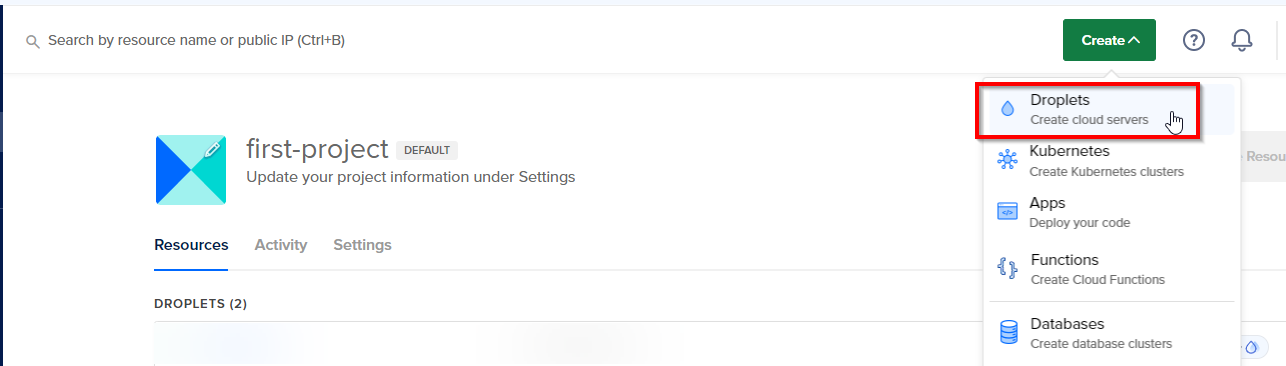 Search by resource name or public IP (Ctrl+B)
Create
Droplets
Create cloud servers
first-project
DEFAULT
Update your project information under Settings
Kubernetes
Create Kubernetes clusters
Apps
Deploy your code
Resources
Activity
Settings
Functions
Create Cloud Functions
DROPLETS (2)
Databases
Create database clusters